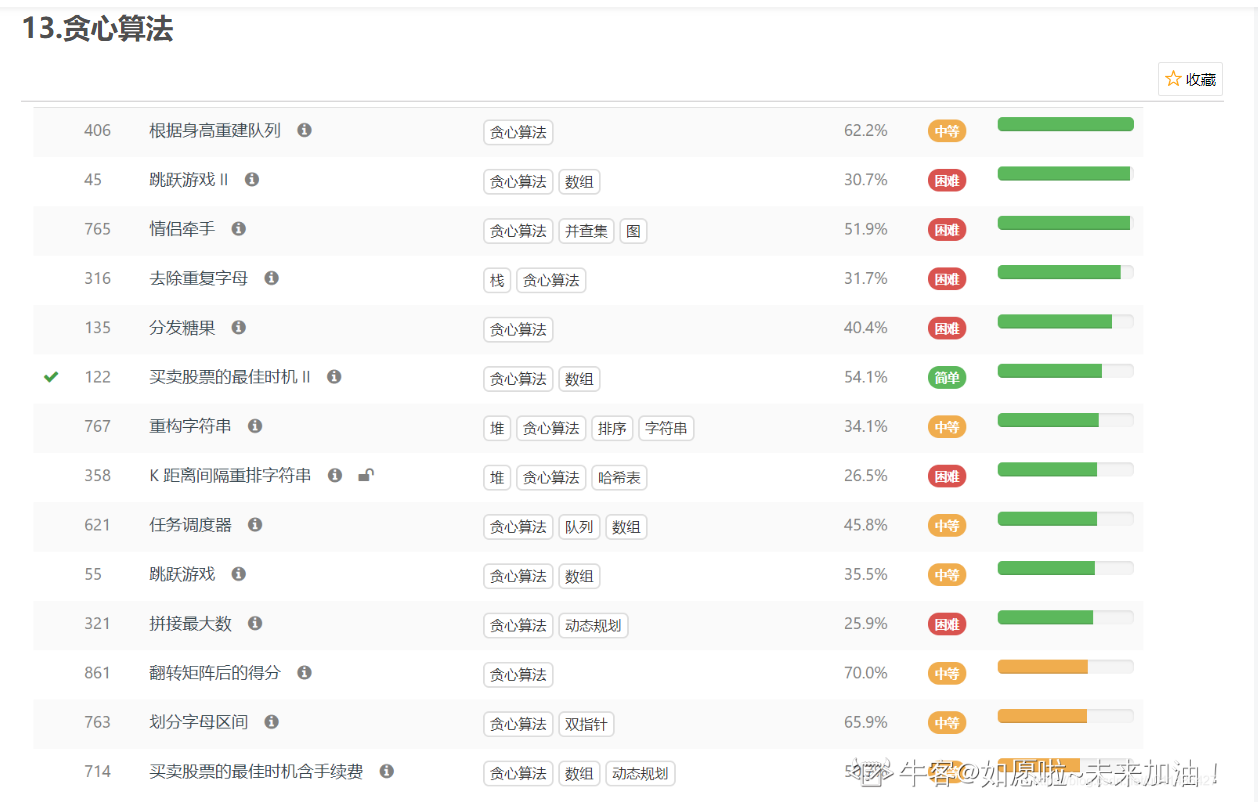 13.贪心算法
收藏
406 根据身高重建队列 贪心算法 62.2% 中等
45 跳跃游戏 II 贪心算法 数组 30.7% 困难
765 情侣牵手 贪心算法 并查集 图 51.9% 困难
316 去除重复字母 栈 贪心算法 31.7% 困难
135 分发糖果 贪心算法 40.4% 困难
122 买卖股票的最佳时机 II 贪心算法 数组 54.1% 简单
767 重构字符串 堆 贪心算法 排序 字符串 34.1% 中等
358 K 距离间隔重排字符串 堆 贪心算法 哈希表 26.5% 困难
621 任务调度器 贪心算法 队列 数组 45.8% 中等
55 跳跃游戏 贪心算法 数组 35.5% 中等
321 拼接最大数 贪心算法 动态规划 25.9% 困难
861 翻转矩阵后的得分 贪心算法 70.0% 中等
763 划分字母区间 贪心算法 双指针 65.9% 中等
714 买卖股票的最佳时机含手续费 贪心算法 数组 动态规划
牛客@如愿啦~未来加油！